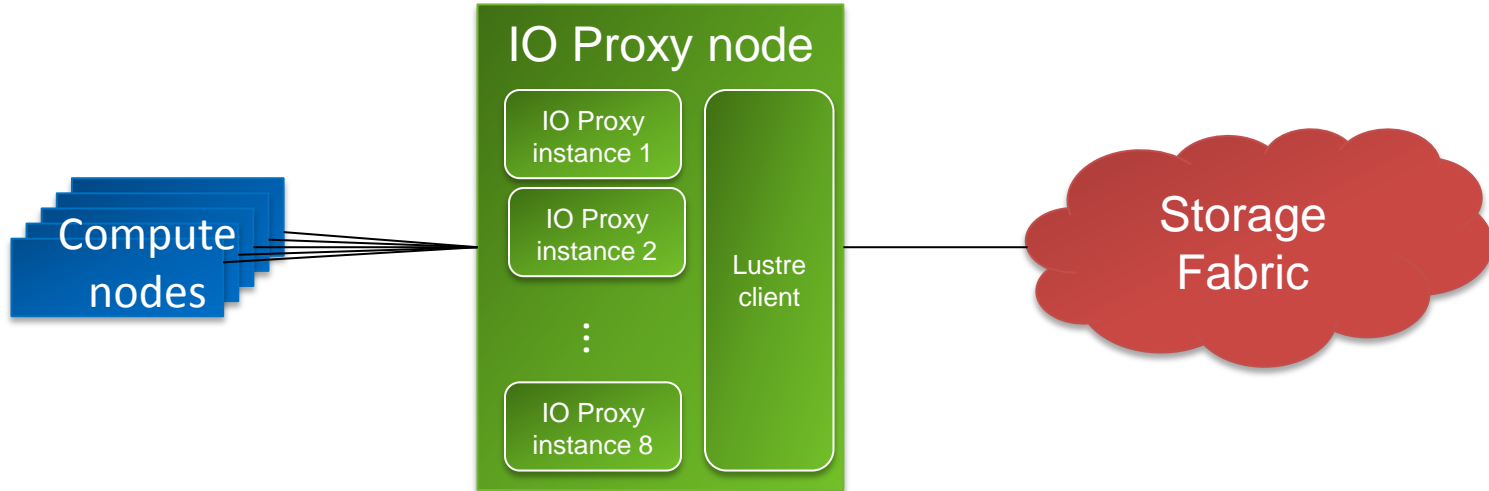 IO Proxy node
IO Proxy
instance 1
IO Proxy
instance 2
⋮
IO Proxy
instance 8
Lustre
client
Compute
nodes
Storage
Fabric